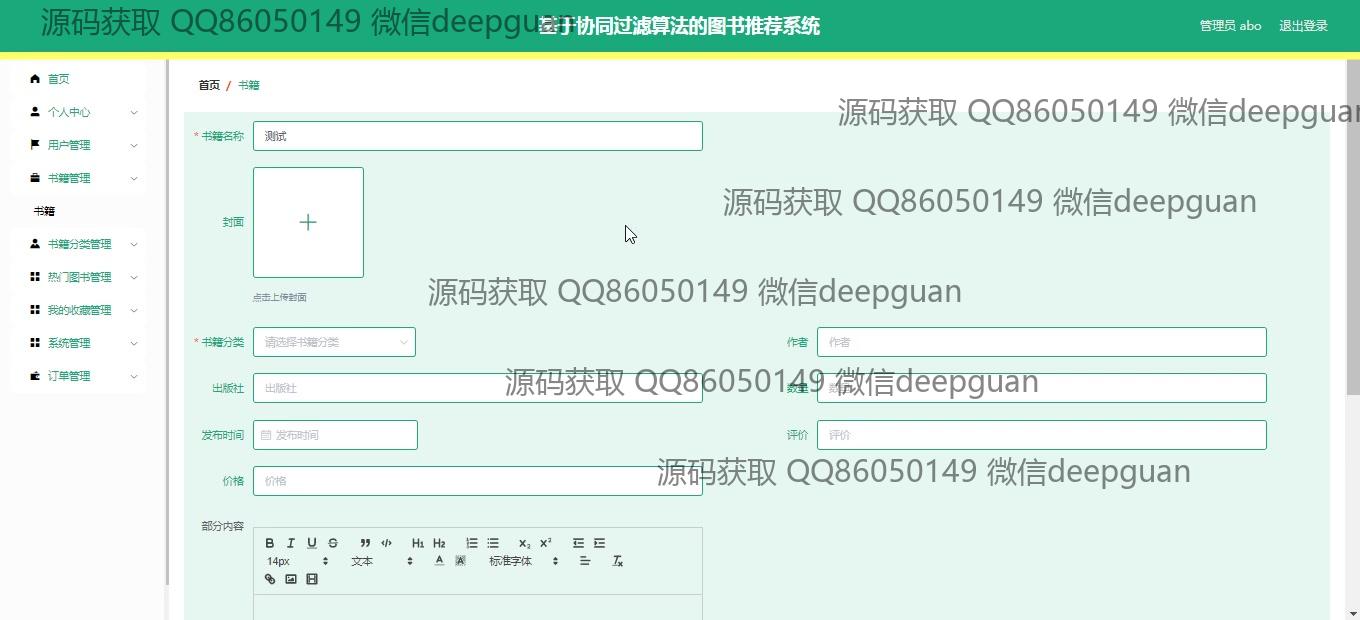 源码获取 QQ86050149 微信deepguan
基于协同过滤算法的图书推荐系统
管理员 abo 退出登录
首页
个人中心
用户管理
书籍管理
书籍
书籍分类管理
热门图书管理
我的收藏管理
系统管理
订单管理
首页 / 书籍
源码获取 QQ86050149 微信deepguan
* 书籍名称 测试
源码获取 QQ86050149 微信deepguan
封面
点击上传封面
源码获取 QQ86050149 微信deepguan
* 书籍分类 请选择书籍分类 作者 作者
源码获取 QQ86050149 微信deepguan
出版社 出版社 数量 数量
发布时间 发布时间 评价 评价
源码获取 QQ86050149 微信deepguan
价格 价格
部分内容
B I U S H1 H2 X2 X2
14px 文本 A A 标准字体 Tx